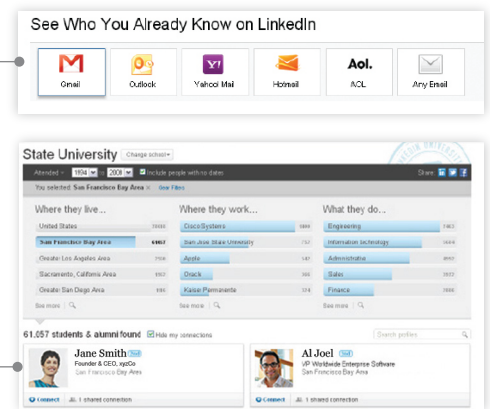 See Who You Already Know on LinkedIn
Gmail
Outlook
Yahoo! Mail
Hotmail
Aol.
AOL
Any Email
State University
Change school
Attended
to
Include people with no dates
Share
You selected: San Francisco Bay Area × Clear Filters
Where they live...
Where they work...
What they do...
United States
Cisco Systems
Engineering
San Francisco Bay Area
San Jose State University
Information technology
Greater Los Angeles Area
Apple
Administrative
Sacramento, California Area
Oracle
Sales
Greater San Diego Area
Kaiser Permanente
Finance
See more
See more
See more
61,057 students & alumni found
Hide my connections
Search profiles
Jane Smith
Founder & CEO, xyzCo
San Francisco Bay Area
Connect
1 shared connection
Al Joel
VP Worldwide Enterprise Software
San Francisco Bay Area
Connect
1 shared connection